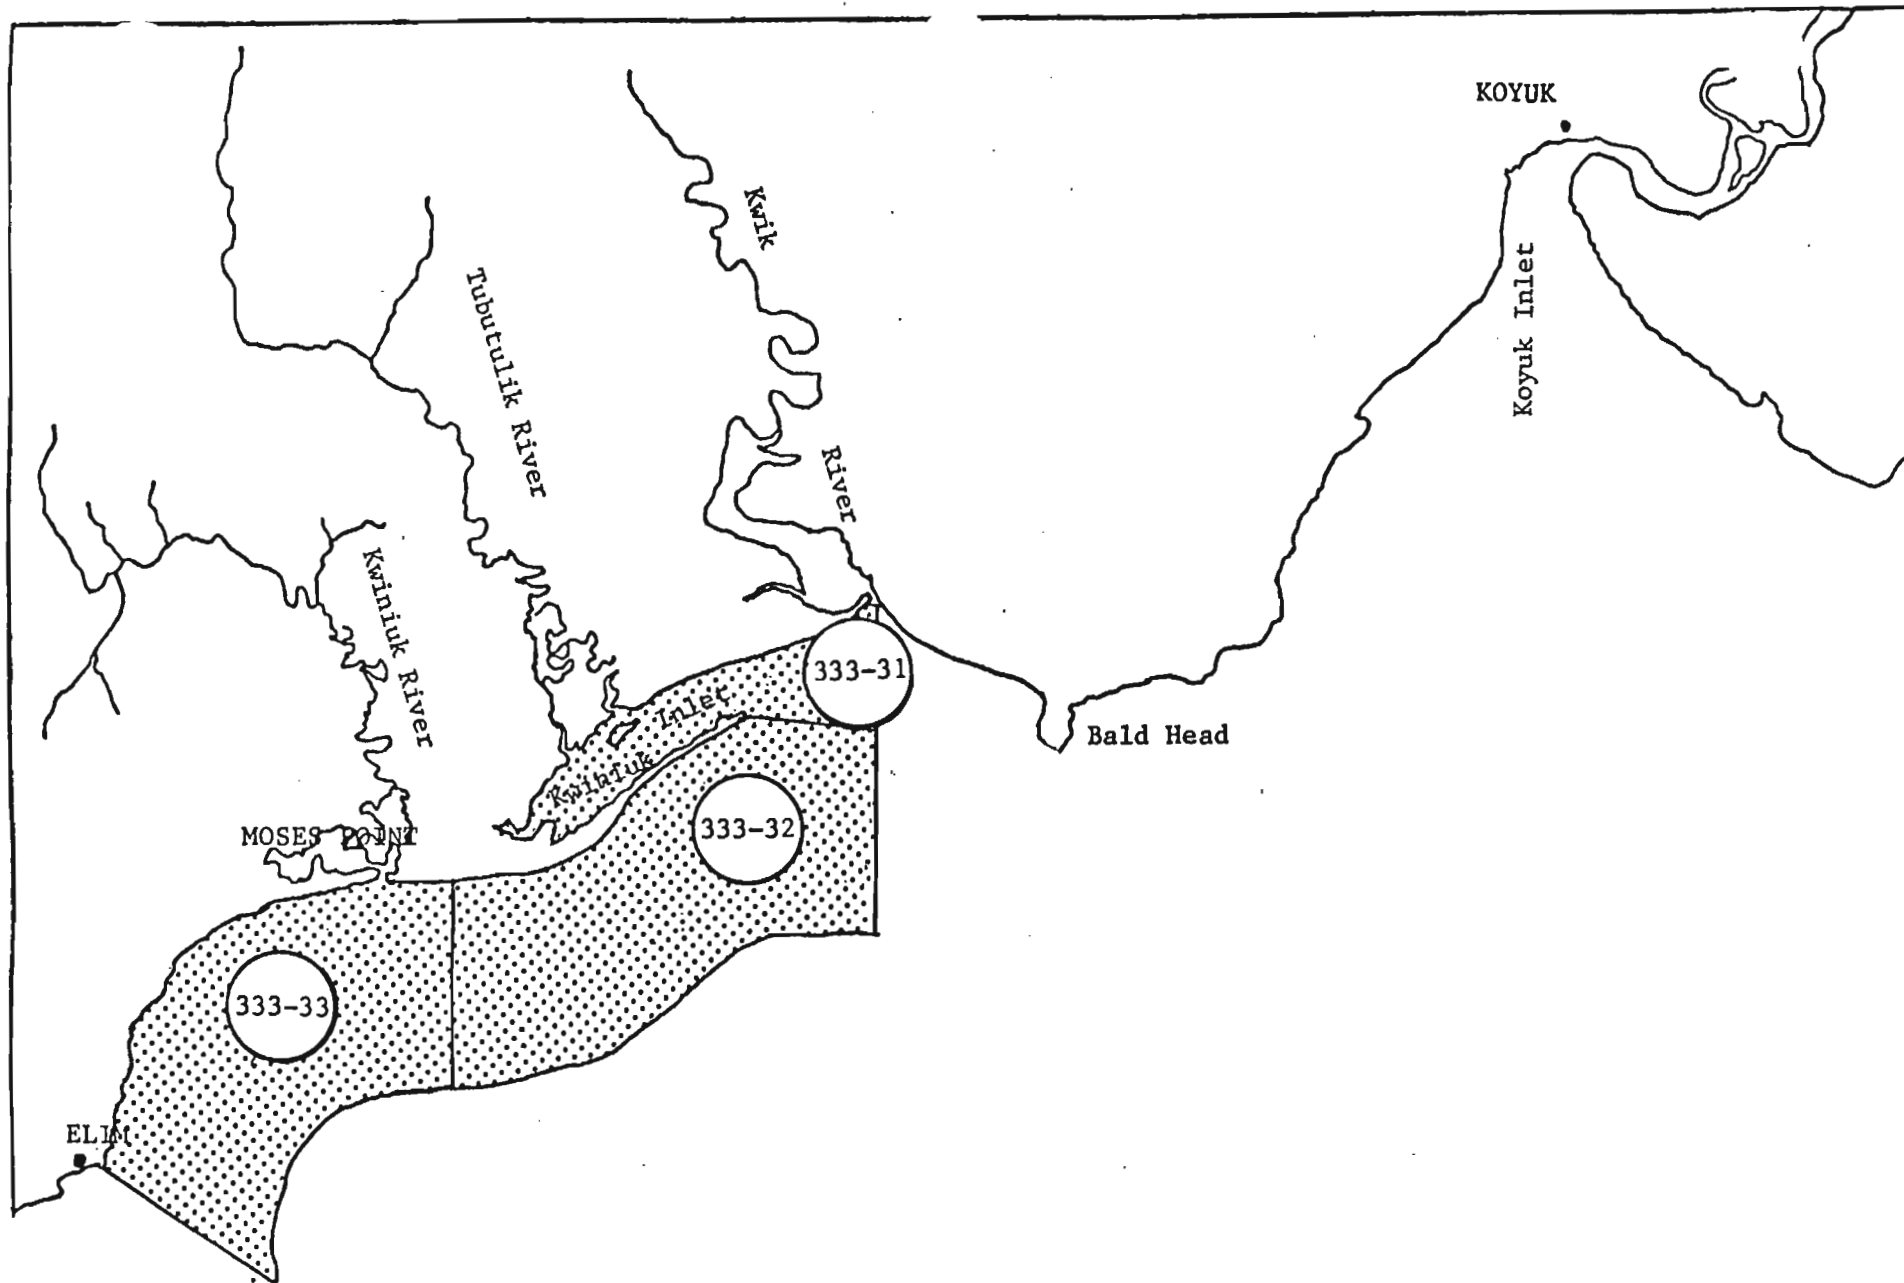 KOYUK
Kwik
River
Koyuk Inlet
Tubutulik River
Kwiniuk River
333-31
Inlet
Kwiniuk
Bald Head
333-32
MOSES POINT
333-33
ELIM